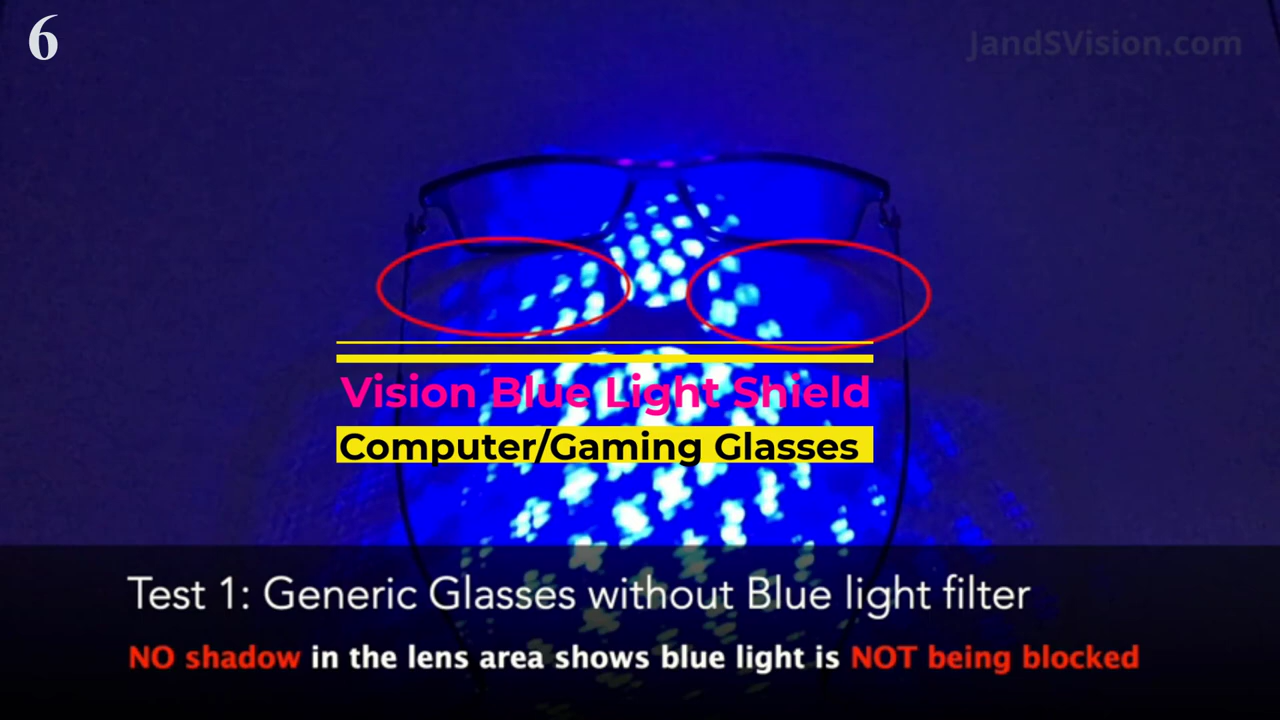 6
JandSVision.com
Vision Blue Light Shield
Computer/Gaming Glasses
Test 1: Generic Glasses without Blue light filter
NO shadow in the lens area shows blue light is NOT being blocked